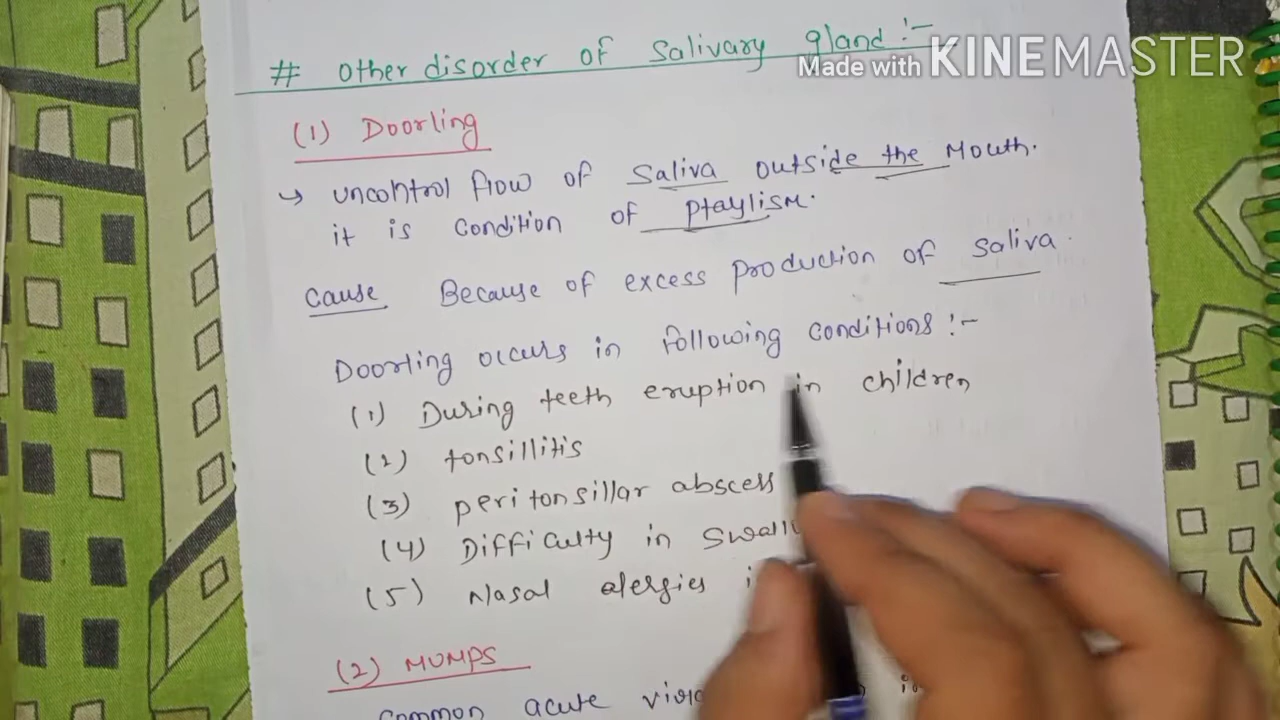 # Other disorder of Salivary gland :-
Made with KINEMASTER
(1) Doorling
→ Uncontrol flow of Saliva outside the Mouth.
it is condition of Ptaylism.
Cause Because of excess production of saliva.
Doorling occurs in following conditions :-
(1) During teeth eruption in children
(2) tonsillitis
(3) peritonsillar abscess
(4) Difficulty in
(5) Nasal alergies
(2) MUMPS
Common acute